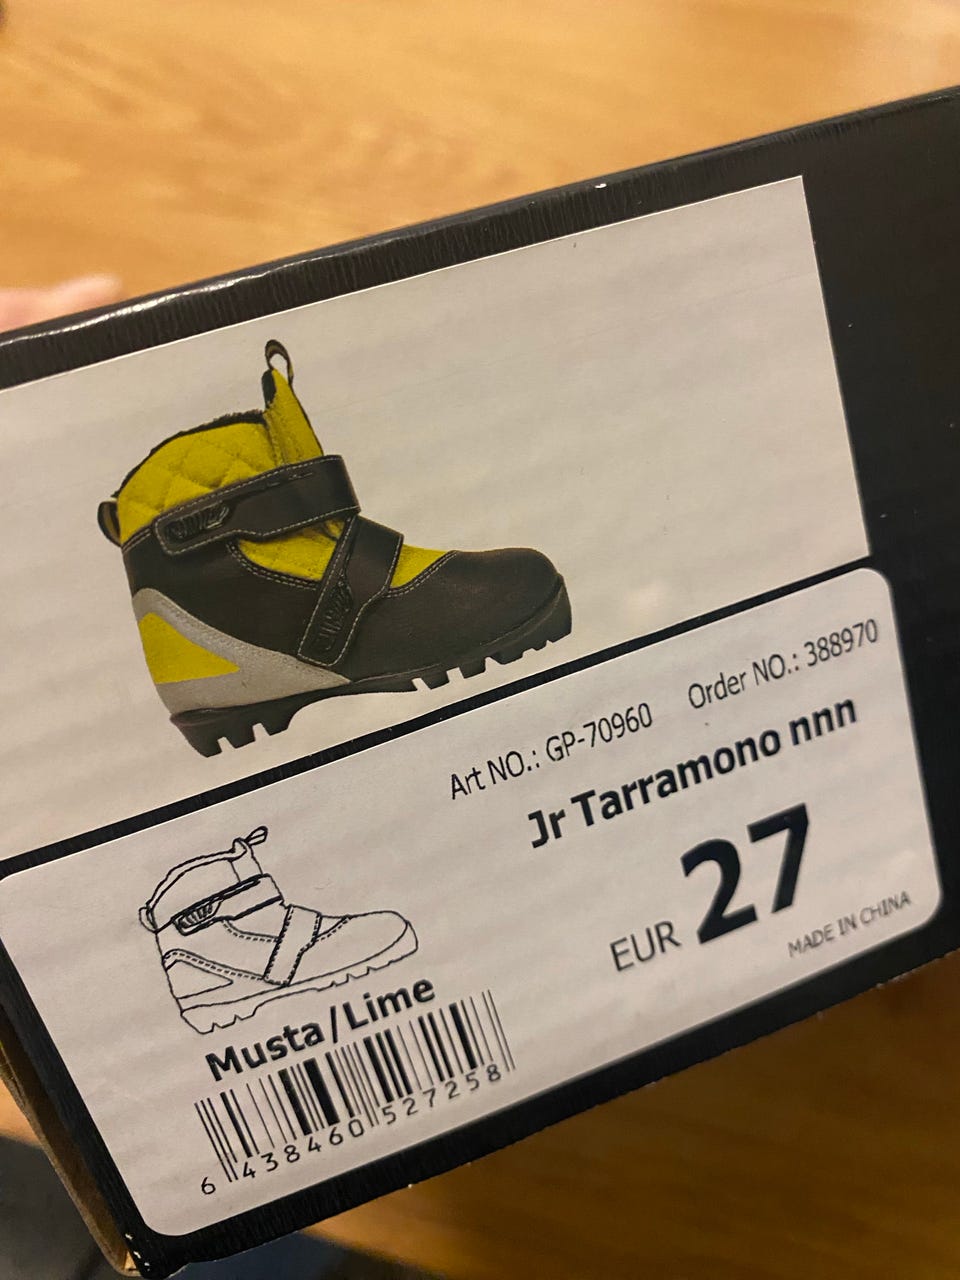 Art NO.: GP-70960 Order NO.: 388970
Jr Tarramono nnn
EUR 27
MADE IN CHINA
Musta/Lime
6 438460 527258